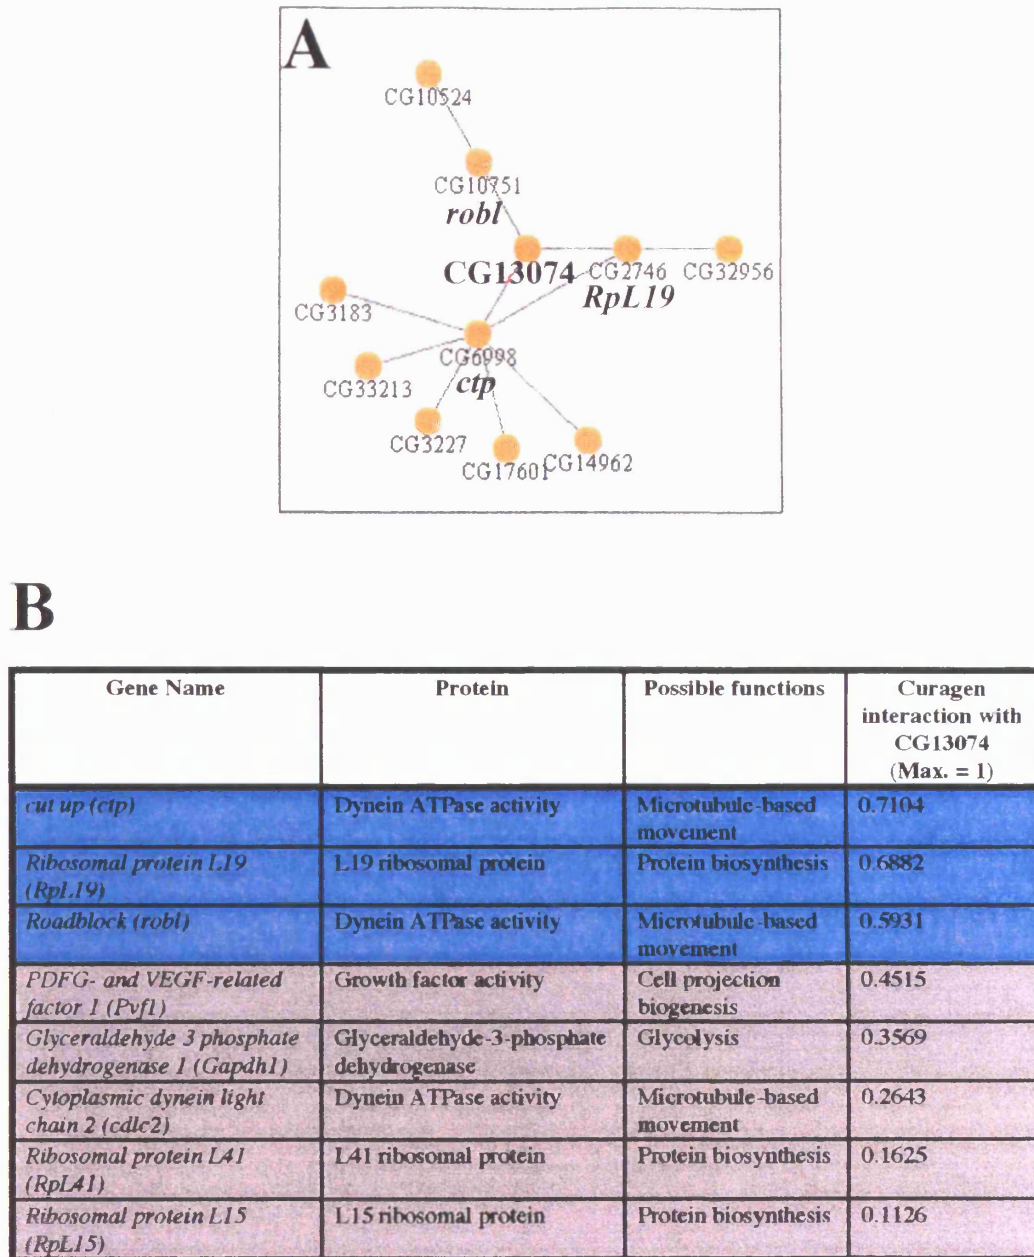 A
CG10524
CG10751
robl
CG13074
CG2746
CG32956
RpL19
CG3183
CG6998
CG33213
ctp
CG3227
CG17601
CG14962
B
Gene Name
Protein
Possible functions
Curagen
interaction with
CG13074
(Max. = 1)
cut up (ctp)
Dynein ATPase activity
Microtubule-based
movement
0.7104
Ribosomal protein L19
(RpL19)
L19 ribosomal protein
Protein biosynthesis
0.6882
Roadblock (robl)
Dynein ATPase activity
Microtubule-based
movement
0.5931
PDFG- and VEGF-related
factor 1 (Pvf1)
Growth factor activity
Cell projection
biogenesis
0.4515
Glyceraldehyde 3 phosphate
dehydrogenase 1 (Gapdh1)
Glyceraldehyde-3-phosphate
dehydrogenase
Glycolysis
0.3569
Cytoplasmic dynein light
chain 2 (cdlc2)
Dynein ATPase activity
Microtubule-based
movement
0.2643
Ribosomal protein L41
(RpL41)
L41 ribosomal protein
Protein biosynthesis
0.1625
Ribosomal protein L15
(RpL15)
L15 ribosomal protein
Protein biosynthesis
0.1126